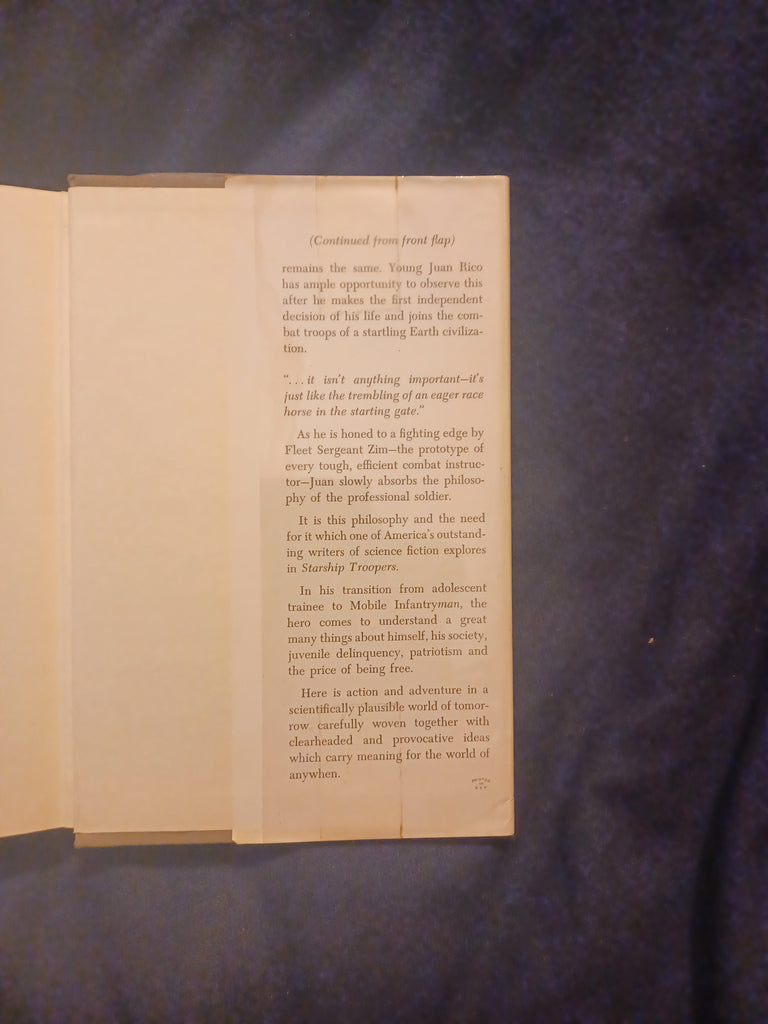 (Continued from front flap)
remains the same. Young Juan Rico
has ample opportunity to observe this
after he makes the first independent
decision of his life and joins the com-
bat troops of a startling Earth civiliza-
tion.
“. . . it isn’t anything important—it’s
just like the trembling of an eager race
horse in the starting gate.”
As he is honed to a fighting edge by
Fleet Sergeant Zim—the prototype of
every tough, efficient combat instruc-
tor—Juan slowly absorbs the philoso-
phy of the professional soldier.
It is this philosophy and the need
for it which one of America’s outstand-
ing writers of science fiction explores
in Starship Troopers.
In his transition from adolescent
trainee to Mobile Infantryman, the
hero comes to understand a great
many things about himself, his society,
juvenile delinquency, patriotism and
the price of being free.
Here is action and adventure in a
scientifically plausible world of tomor-
row carefully woven together with
clearheaded and provocative ideas
which carry meaning for the world of
anywhen.